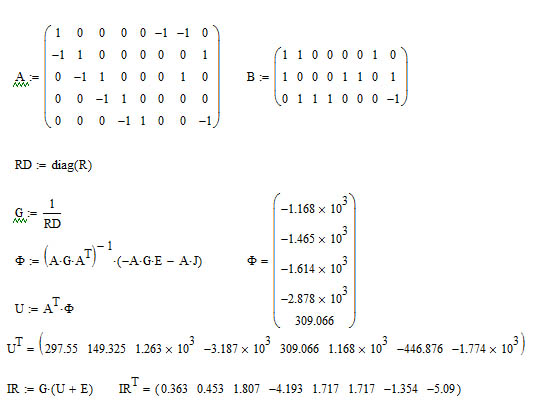 A := ( 1 0 0 0 0 −1 −1 0
−1 1 0 0 0 0 0 1
0 −1 1 0 0 0 1 0
0 0 −1 1 0 0 0 0
0 0 0 −1 1 0 0 −1 )
B := ( 1 1 0 0 0 0 1 0
1 0 0 0 1 1 0 1
0 1 1 1 0 0 0 −1 )
RD := diag(R)
G := 1/RD
Φ := (A·G·A^T)^−1·(−A·G·E − A·J)
Φ = ( −1.168 × 10^3
−1.465 × 10^3
−1.614 × 10^3
−2.878 × 10^3
309.066 )
U := A^T·Φ
U^T = ( 297.55 149.325 1.263 × 10^3 −3.187 × 10^3 309.066 1.168 × 10^3 −446.876 −1.774 × 10^3 )
IR := G·(U + E) IR^T = ( 0.363 0.453 1.807 −4.193 1.717 1.717 −1.354 −5.09 )